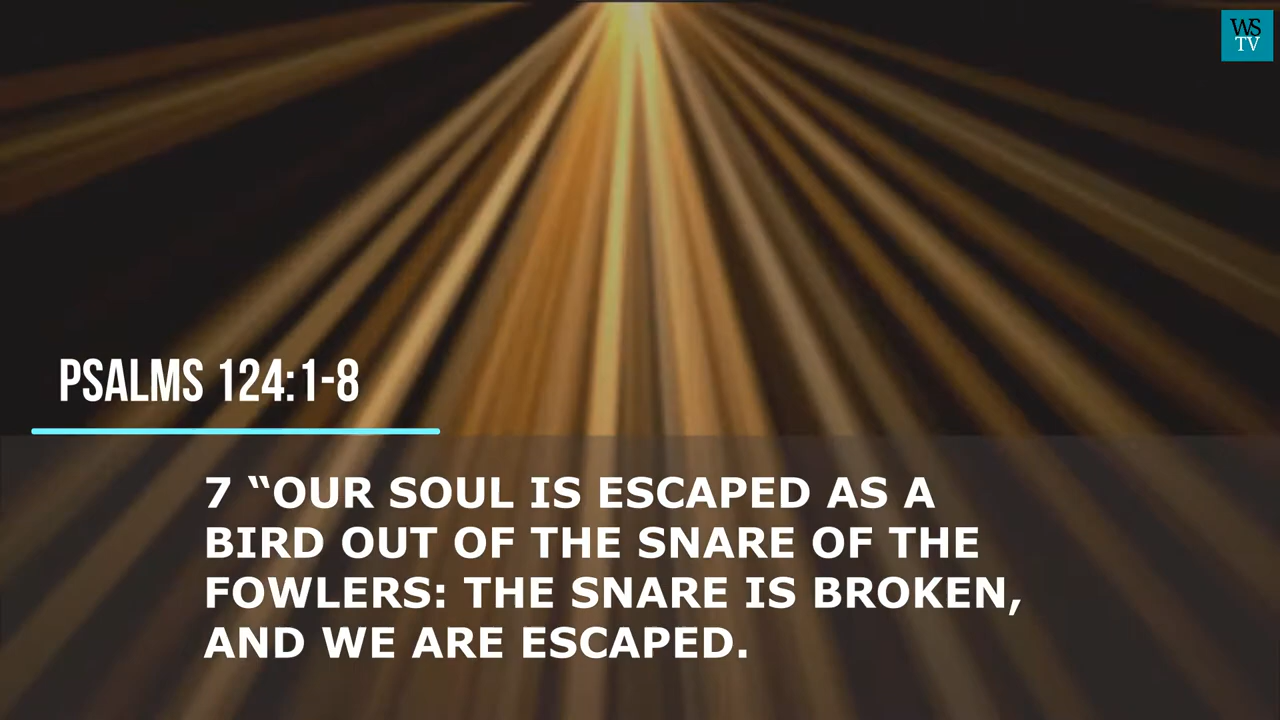 WS
TV
PSALMS 124:1-8
7 “OUR SOUL IS ESCAPED AS A
BIRD OUT OF THE SNARE OF THE
FOWLERS: THE SNARE IS BROKEN,
AND WE ARE ESCAPED.